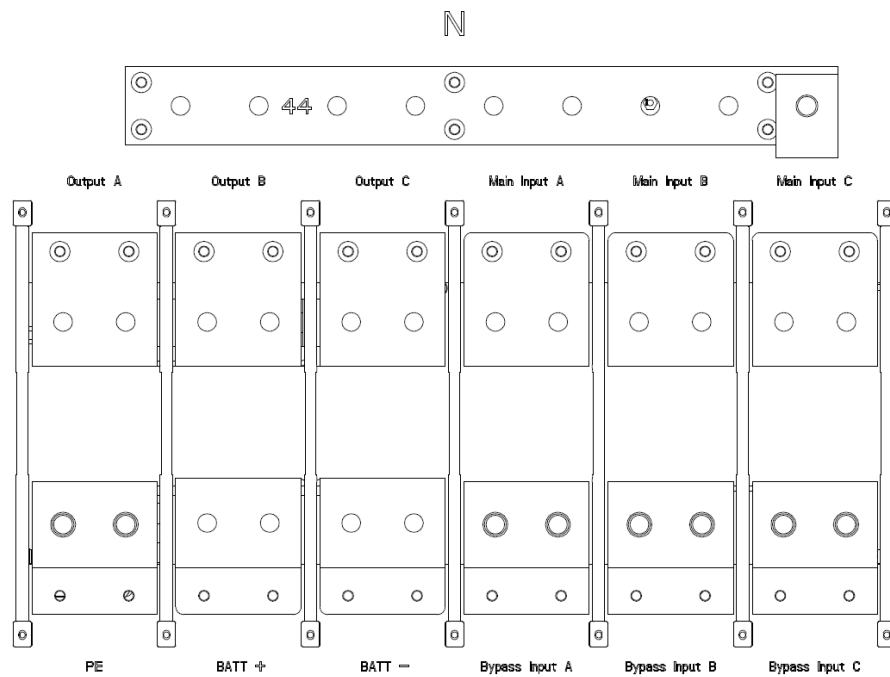 N
44
Output A Output B Output C Main Input A Main Input B Main Input C
PE BATT + BATT − Bypass Input A Bypass Input B Bypass Input C